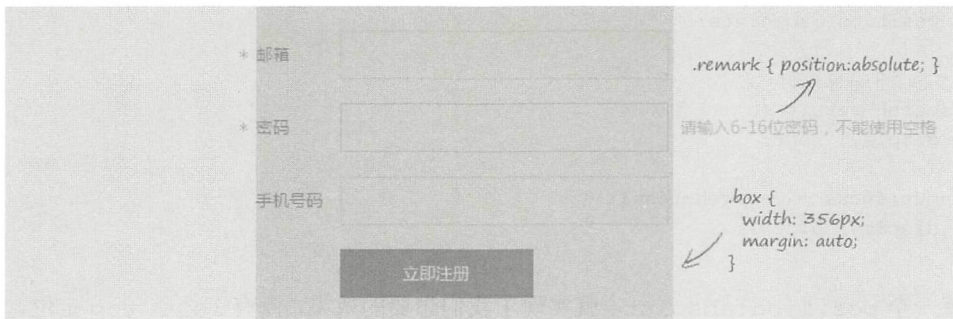 * 邮箱
.remark { position:absolute; }
* 密码
请输入6-16位密码，不能使用空格
手机号码
.box {
width: 356px;
margin: auto;
}
立即注册